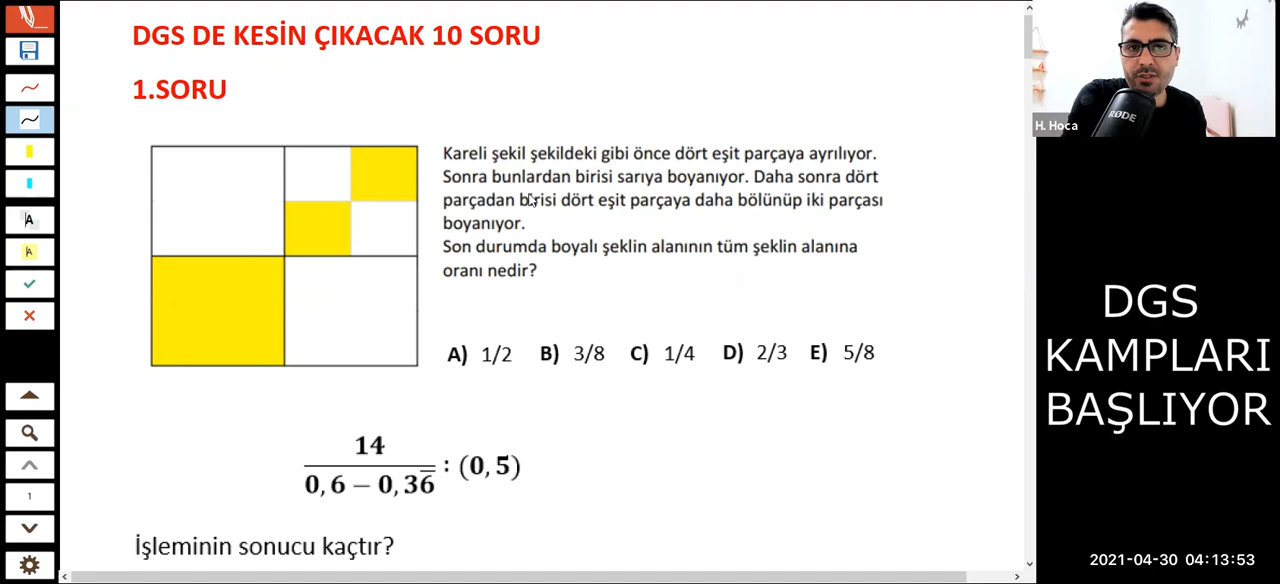 DGS DE KESİN ÇIKACAK 10 SORU
1.SORU
Kareli şekil şekildeki gibi önce dört eşit parçaya ayrılıyor.
Sonra bunlardan birisi sarıya boyanıyor. Daha sonra dört
parçadan birisi dört eşit parçaya daha bölünüp iki parçası
boyanıyor.
Son durumda boyalı şeklin alanının tüm şeklin alanına
oranı nedir?
A) 1/2 B) 3/8 C) 1/4 D) 2/3 E) 5/8
14
0,6 − 0,36̅ : (0,5)
İşleminin sonucu kaçtır?
A
A
1
H. Hoca
RØDE
DGS
KAMPLARI
BAŞLIYOR
2021-04-30 04:13:53